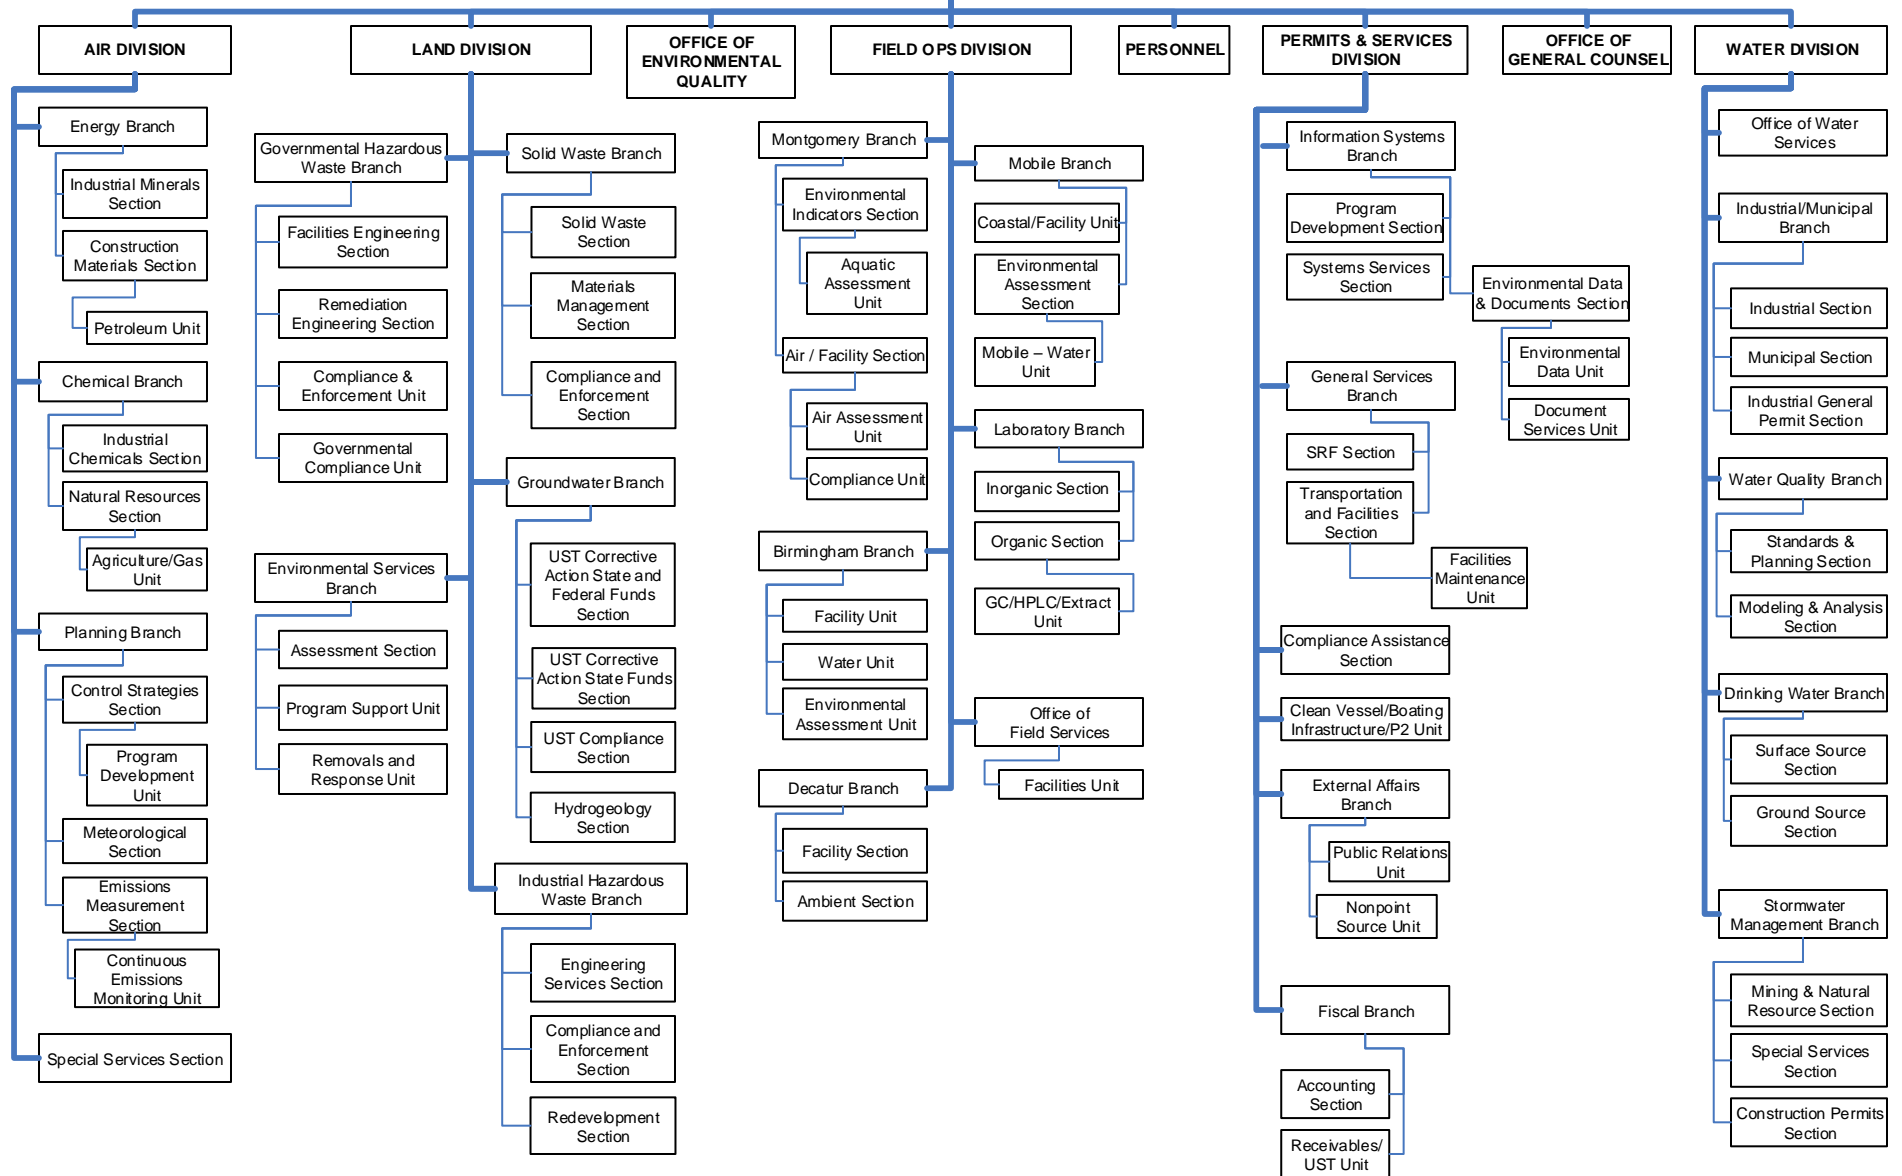 AIR DIVISION
LAND DIVISION
OFFICE OF
ENVIRONMENTAL
QUALITY
FIELD OPS DIVISION
PERSONNEL
PERMITS & SERVICES
DIVISION
OFFICE OF
GENERAL COUNSEL
WATER DIVISION
Energy Branch
Industrial Minerals
Section
Construction
Materials Section
Petroleum Unit
Chemical Branch
Industrial
Chemicals Section
Natural Resources
Section
Agriculture/Gas
Unit
Planning Branch
Control Strategies
Section
Program
Development
Unit
Meteorological
Section
Emissions
Measurement
Section
Continuous
Emissions
Monitoring Unit
Special Services Section
Governmental Hazardous
Waste Branch
Facilities Engineering
Section
Remediation
Engineering Section
Compliance &
Enforcement Unit
Governmental
Compliance Unit
Environmental Services
Branch
Assessment Section
Program Support Unit
Removals and
Response Unit
Solid Waste Branch
Solid Waste
Section
Materials
Management
Section
Compliance and
Enforcement
Section
Groundwater Branch
UST Corrective
Action State and
Federal Funds
Section
UST Corrective
Action State Funds
Section
UST Compliance
Section
Hydrogeology
Section
Industrial Hazardous
Waste Branch
Engineering
Services Section
Compliance and
Enforcement
Section
Redevelopment
Section
Montgomery Branch
Environmental
Indicators Section
Aquatic
Assessment
Unit
Air / Facility Section
Air Assessment
Unit
Compliance Unit
Birmingham Branch
Facility Unit
Water Unit
Environmental
Assessment Unit
Decatur Branch
Facility Section
Ambient Section
Mobile Branch
Coastal/Facility Unit
Environmental
Assessment
Section
Mobile – Water
Unit
Laboratory Branch
Inorganic Section
Organic Section
GC/HPLC/Extract
Unit
Office of
Field Services
Facilities Unit
Information Systems
Branch
Program
Development Section
Systems Services
Section
Environmental Data
& Documents Section
Environmental
Data Unit
Document
Services Unit
General Services
Branch
SRF Section
Transportation
and Facilities
Section
Facilities
Maintenance
Unit
Compliance Assistance
Section
Clean Vessel/Boating
Infrastructure/P2 Unit
External Affairs
Branch
Public Relations
Unit
Nonpoint
Source Unit
Fiscal Branch
Accounting
Section
Receivables/
UST Unit
Office of Water
Services
Industrial/Municipal
Branch
Industrial Section
Municipal Section
Industrial General
Permit Section
Water Quality Branch
Standards &
Planning Section
Modeling & Analysis
Section
Drinking Water Branch
Surface Source
Section
Ground Source
Section
Stormwater
Management Branch
Mining & Natural
Resource Section
Special Services
Section
Construction Permits
Section